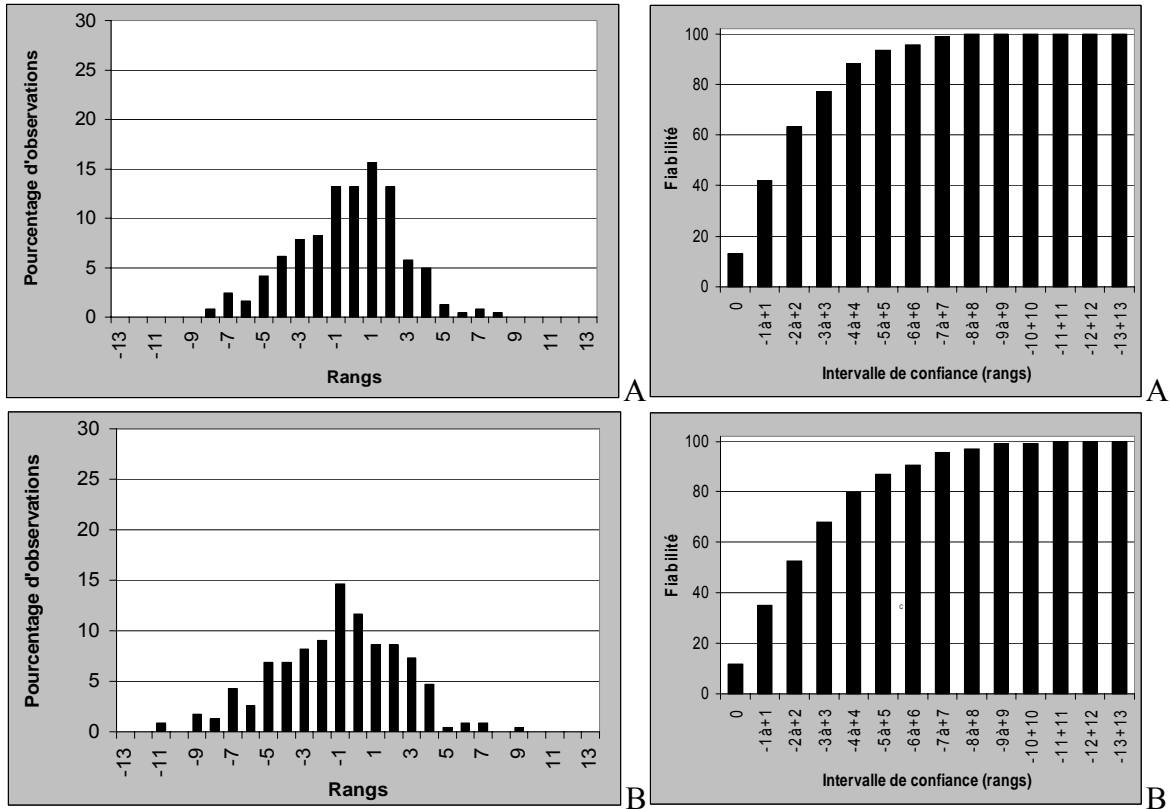 Pourcentage d'observations
30
25
20
15
10
5
0
-13
-11
-9
-7
-5
-3
-1
1
3
5
7
9
11
13
Rangs
A
Fiabilité
100
80
60
40
20
0
0
-1à+1
-2à+2
-3à+3
-4à+4
-5à+5
-6à+6
-7à+7
-8à+8
-9à+9
-10+10
-11+11
-12+12
-13+13
Intervalle de confiance (rangs)
A
Pourcentage d'observations
30
25
20
15
10
5
0
-13
-11
-9
-7
-5
-3
-1
1
3
5
7
9
11
13
Rangs
B
Fiabilité
100
80
60
40
20
0
c
0
-1à+1
-2à+2
-3à+3
-4à+4
-5à+5
-6à+6
-7à+7
-8à+8
-9à+9
-10+10
-11+11
-12+12
-13+13
Intervalle de confiance (rangs)
B